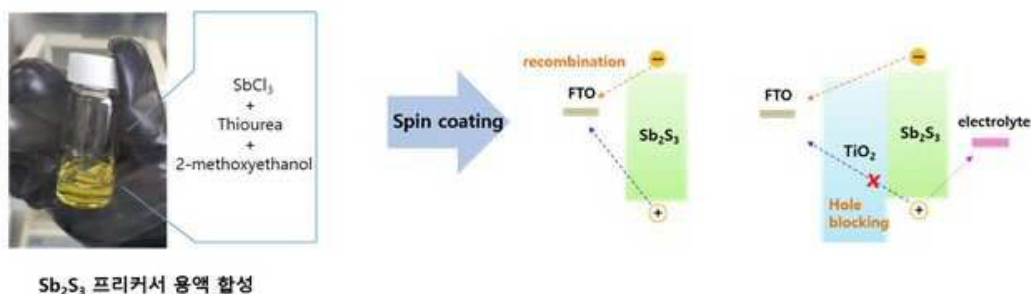 SbCl₃
+
Thiourea
+
2-methoxyethanol
Spin coating
recombination
FTO
Sb₂S₃
FTO
TiO₂
Sb₂S₃
electrolyte
Hole
blocking
Sb₂S₃ 프리커서 용액 합성